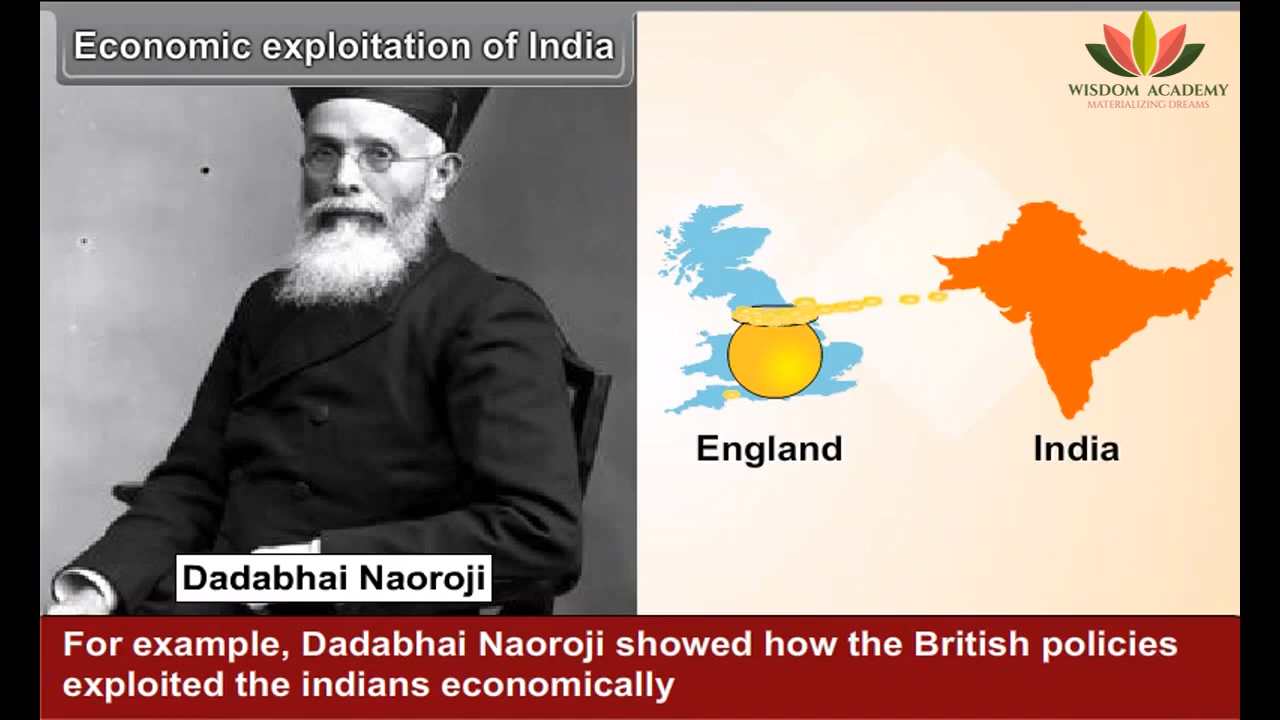 Economic exploitation of India
WISDOM ACADEMY
MATERIALIZING DREAMS
England
India
Dadabhai Naoroji
For example, Dadabhai Naoroji showed how the British policies
exploited the indians economically